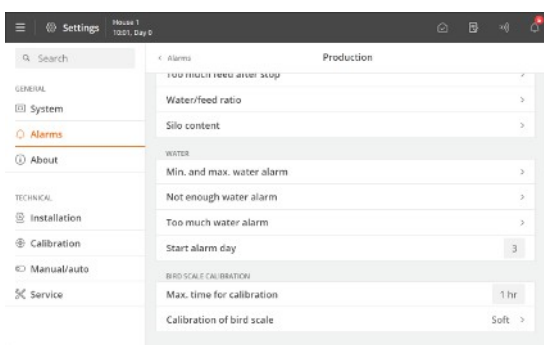 Settings
House 1
10:01, Day 0
Search
Alarms
Production
GENERAL
System
Alarms
About
TECHNICAL
Installation
Calibration
Manual/auto
Service
Too much feed after stop
Water/feed ratio
Silo content
WATER
Min. and max. water alarm
Not enough water alarm
Too much water alarm
Start alarm day 3
BIRD SCALE CALIBRATION
Max. time for calibration 1 hr
Calibration of bird scale Soft